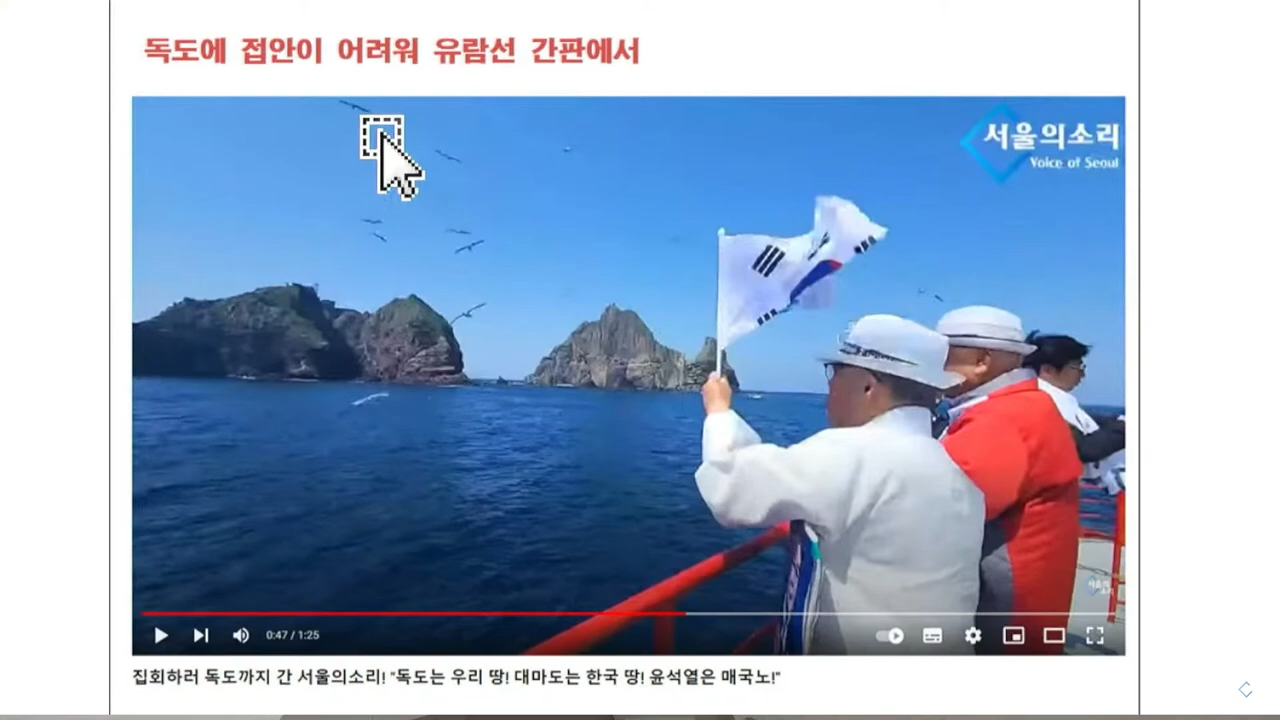 독도에 접안이 어려워 유람선 간판에서
서울의소리
Voice of Seoul
0:47 / 1:25
집회하러 독도까지 간 서울의소리! "독도는 우리 땅! 대마도는 한국 땅! 윤석열은 매국노!"